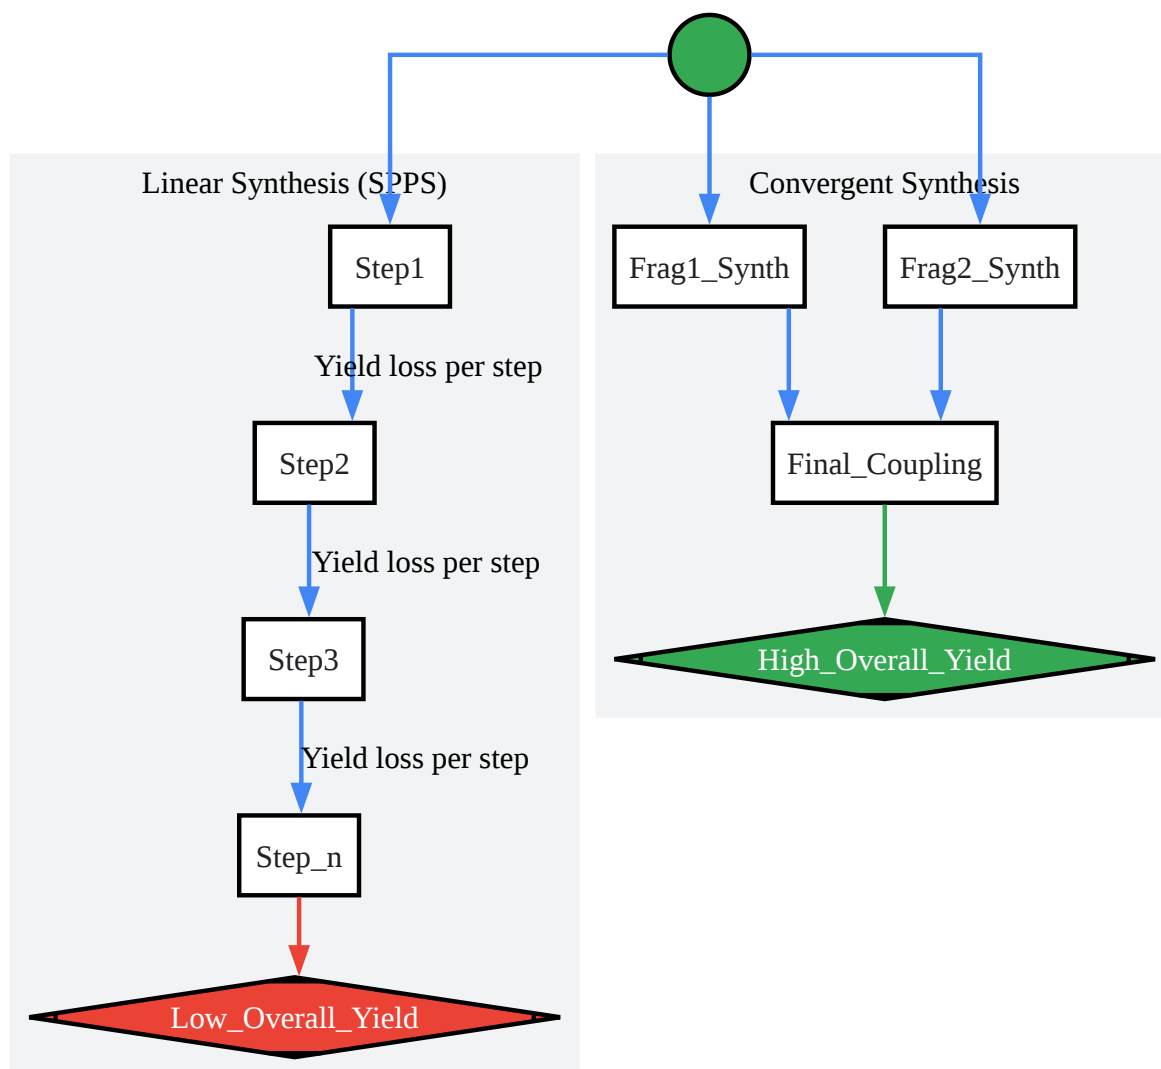 Linear Synthesis (SPPS)
Step1
Yield loss per step
Step2
Yield loss per step
Step3
Yield loss per step
Step_n
Low_Overall_Yield
Convergent Synthesis
Frag1_Synth
Frag2_Synth
Final_Coupling
High_Overall_Yield